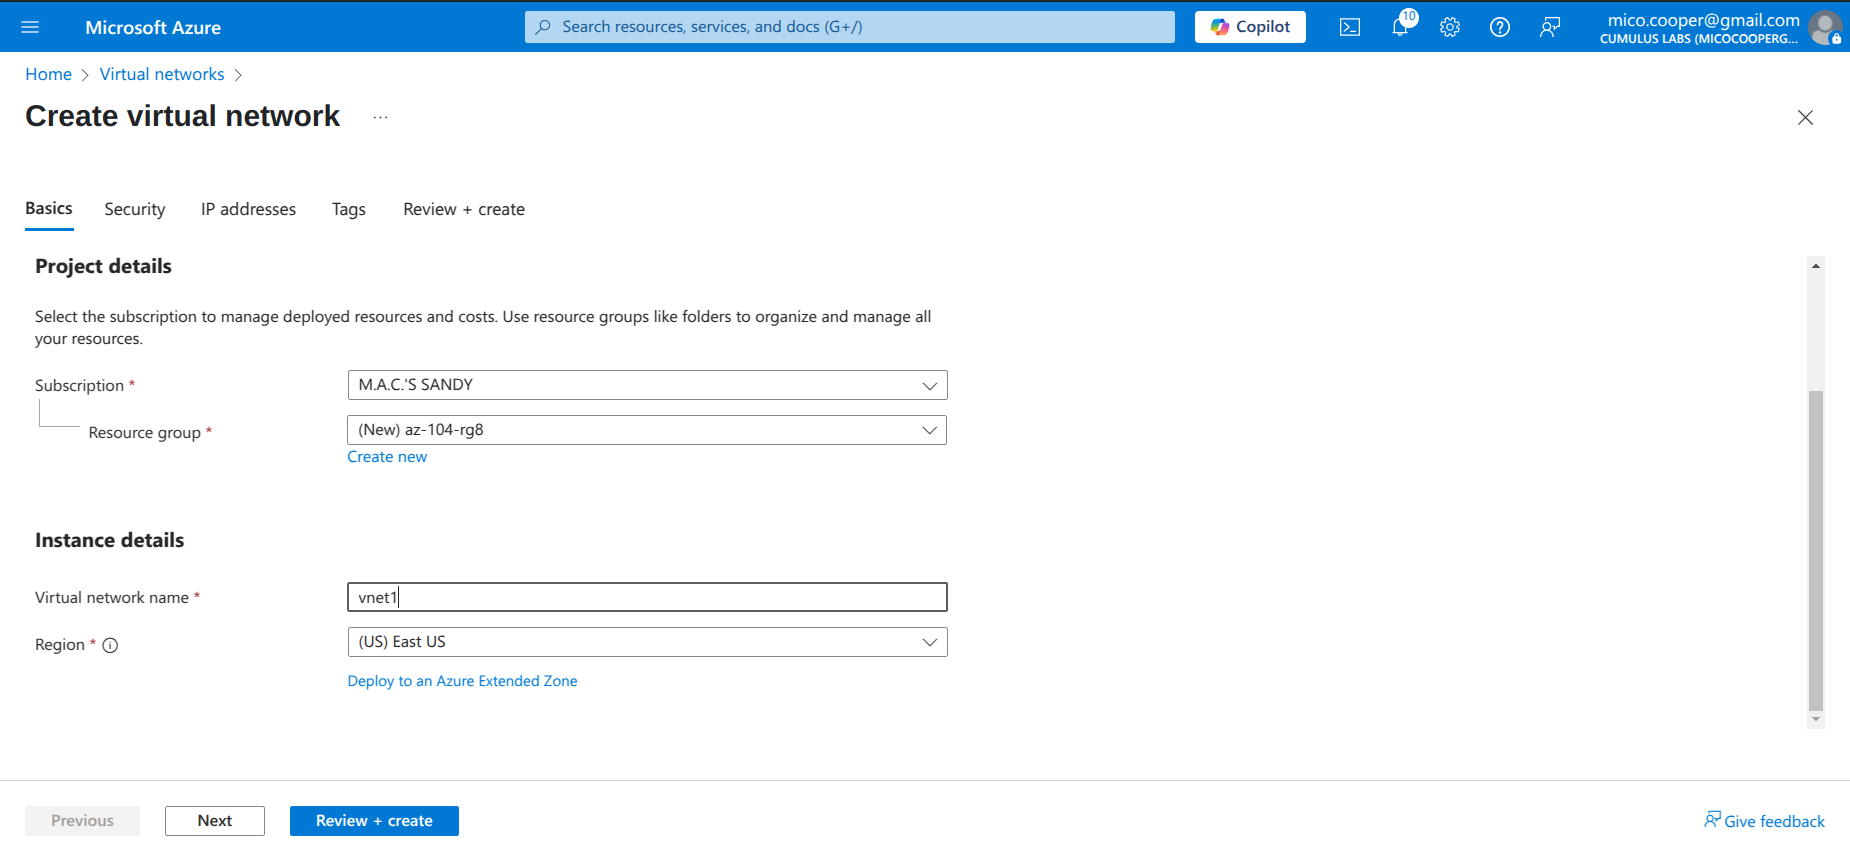 Microsoft Azure
Search resources, services, and docs (G+/)
Copilot
10
mico.cooper@gmail.com
CUMULUS LABS (MICOCOOPERG...
Home > Virtual networks >
Create virtual network ...
Basics Security IP addresses Tags Review + create
Project details
Select the subscription to manage deployed resources and costs. Use resource groups like folders to organize and manage all
your resources.
Subscription *
M.A.C.'S SANDY
Resource group *
(New) az-104-rg8
Create new
Instance details
Virtual network name *
vnet1
Region *
(US) East US
Deploy to an Azure Extended Zone
Previous Next Review + create Give feedback